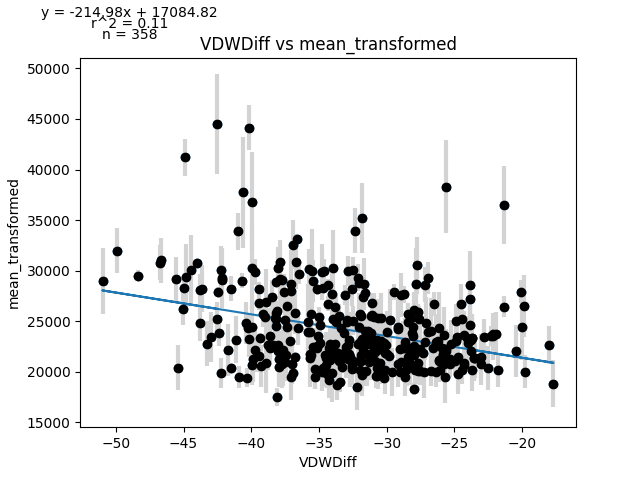 y = -214.98x + 17084.82
r^2 = 0.11
n = 358
VDWDiff vs mean_transformed
50000
45000
40000
35000
30000
25000
20000
15000
mean_transformed
−50
−45
−40
−35
−30
−25
−20
VDWDiff